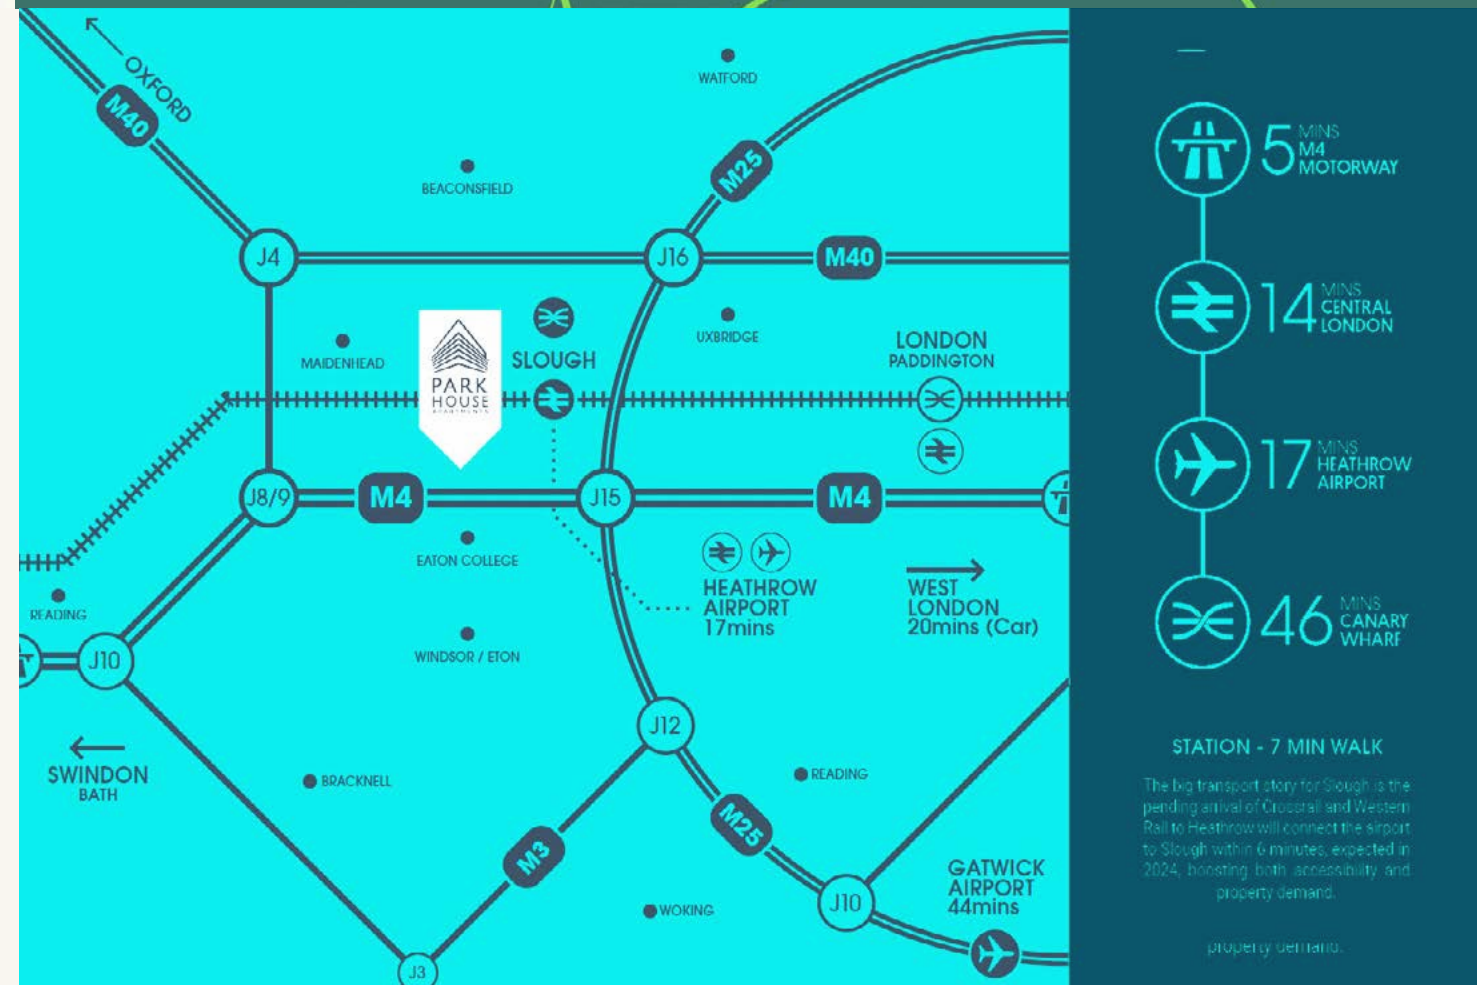 OXFORD
M40
WATFORD
M25
BEACONSFIELD
J4
J16
M40
MAIDENHEAD
PARK
HOUSE
APARTMENTS
SLOUGH
UXBRIDGE
LONDON
PADDINGTON
J8/9
M4
J15
M4
EATON COLLEGE
HEATHROW
AIRPORT
17mins
WEST
LONDON
20mins (Car)
READING
J10
WINDSOR / ETON
J12
SWINDON
BATH
BRACKNELL
READING
M25
M3
GATWICK
AIRPORT
44mins
WOKING
J10
J3
5 MINS
M4
MOTORWAY
14 MINS
CENTRAL
LONDON
17 MINS
HEATHROW
AIRPORT
46 MINS
CANARY
WHARF
STATION - 7 MIN WALK
The big transport story for Slough is the
pending arrival of Crossrail and Western
Rail to Heathrow will connect the airport
to Slough within 6 minutes, expected in
2024, boosting both accessibility and
property demand.
property demand.